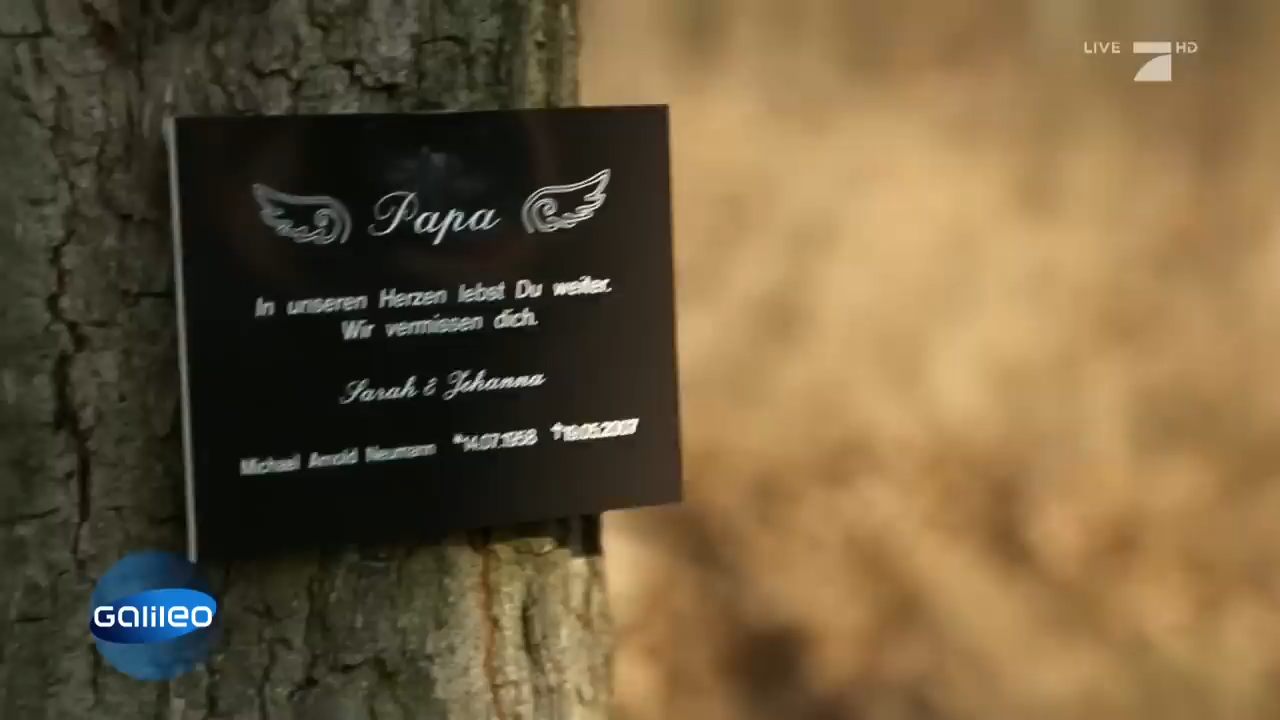 LIVE HD
Papa
In unseren Herzen lebst Du weiter.
Wir vermissen dich.
Sarah & Johanna
Michael Arnold Neumann *14.07.1958 †19.05.2007
Galileo